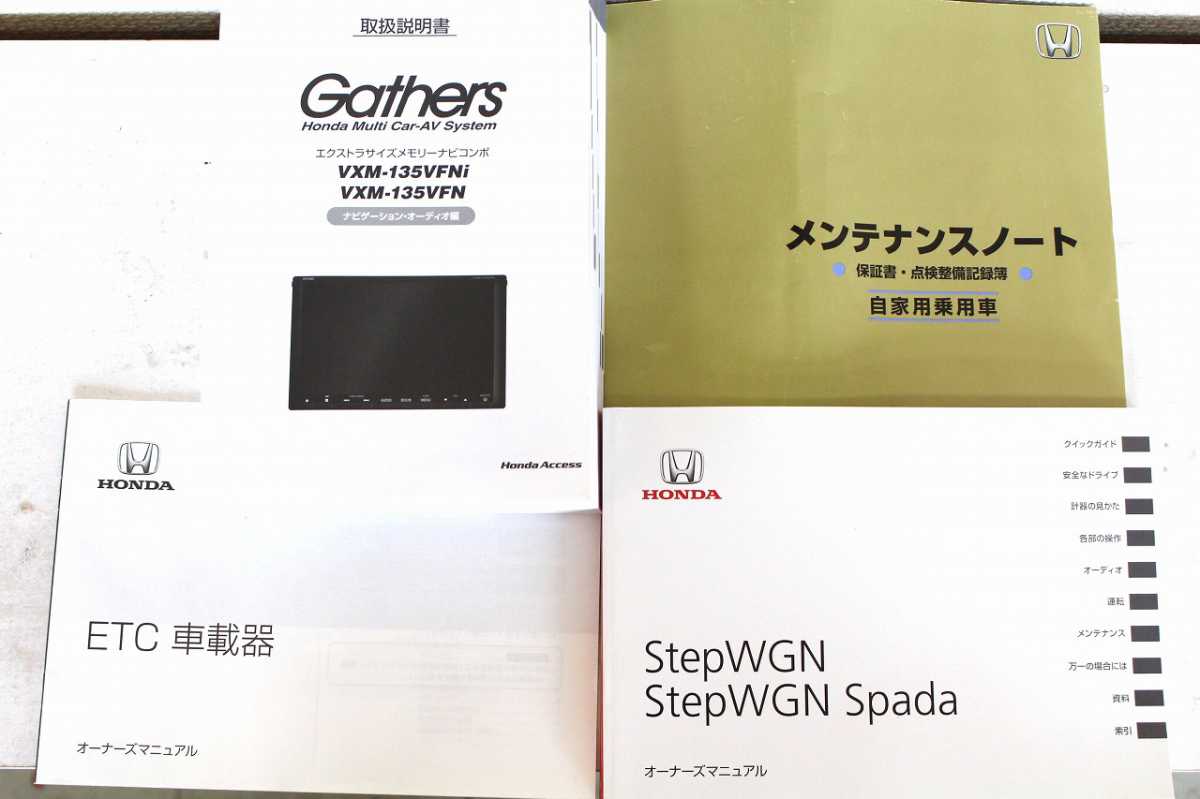 取扱説明書
Gathers
Honda Multi Car-AV System
エクストラサイズメモリーナビコンポ
VXM-135VFNi
VXM-135VFN
ナビゲーション・オーディオ編
Honda Access
メンテナンスノート
保証書・点検整備記録簿
自家用乗用車
HONDA
ETC 車載器
オーナーズマニュアル
HONDA
クイックガイド
安全なドライブ
計器の見かた
各部の操作
オーディオ
運転
メンテナンス
万一の場合には
資料
索引
StepWGN
StepWGN Spada
オーナーズマニュアル